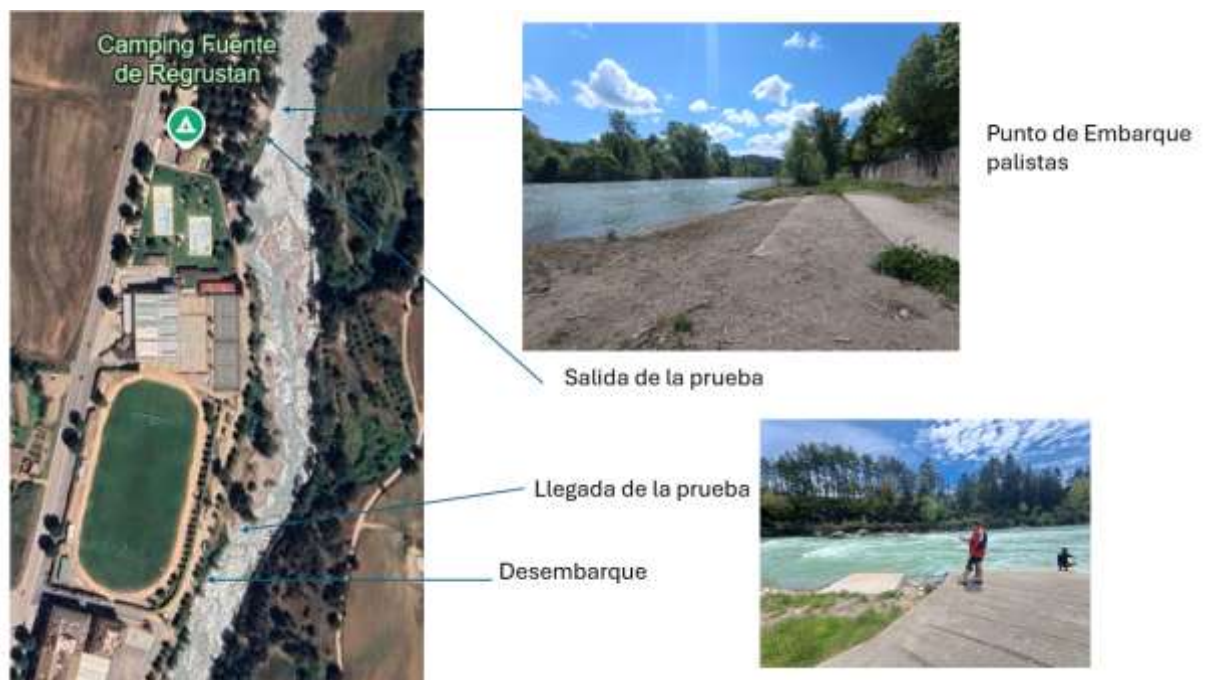 Camping Fuente
de Regrustan
Punto de Embarque
palistas
Salida de la prueba
Llegada de la prueba
Desembarque